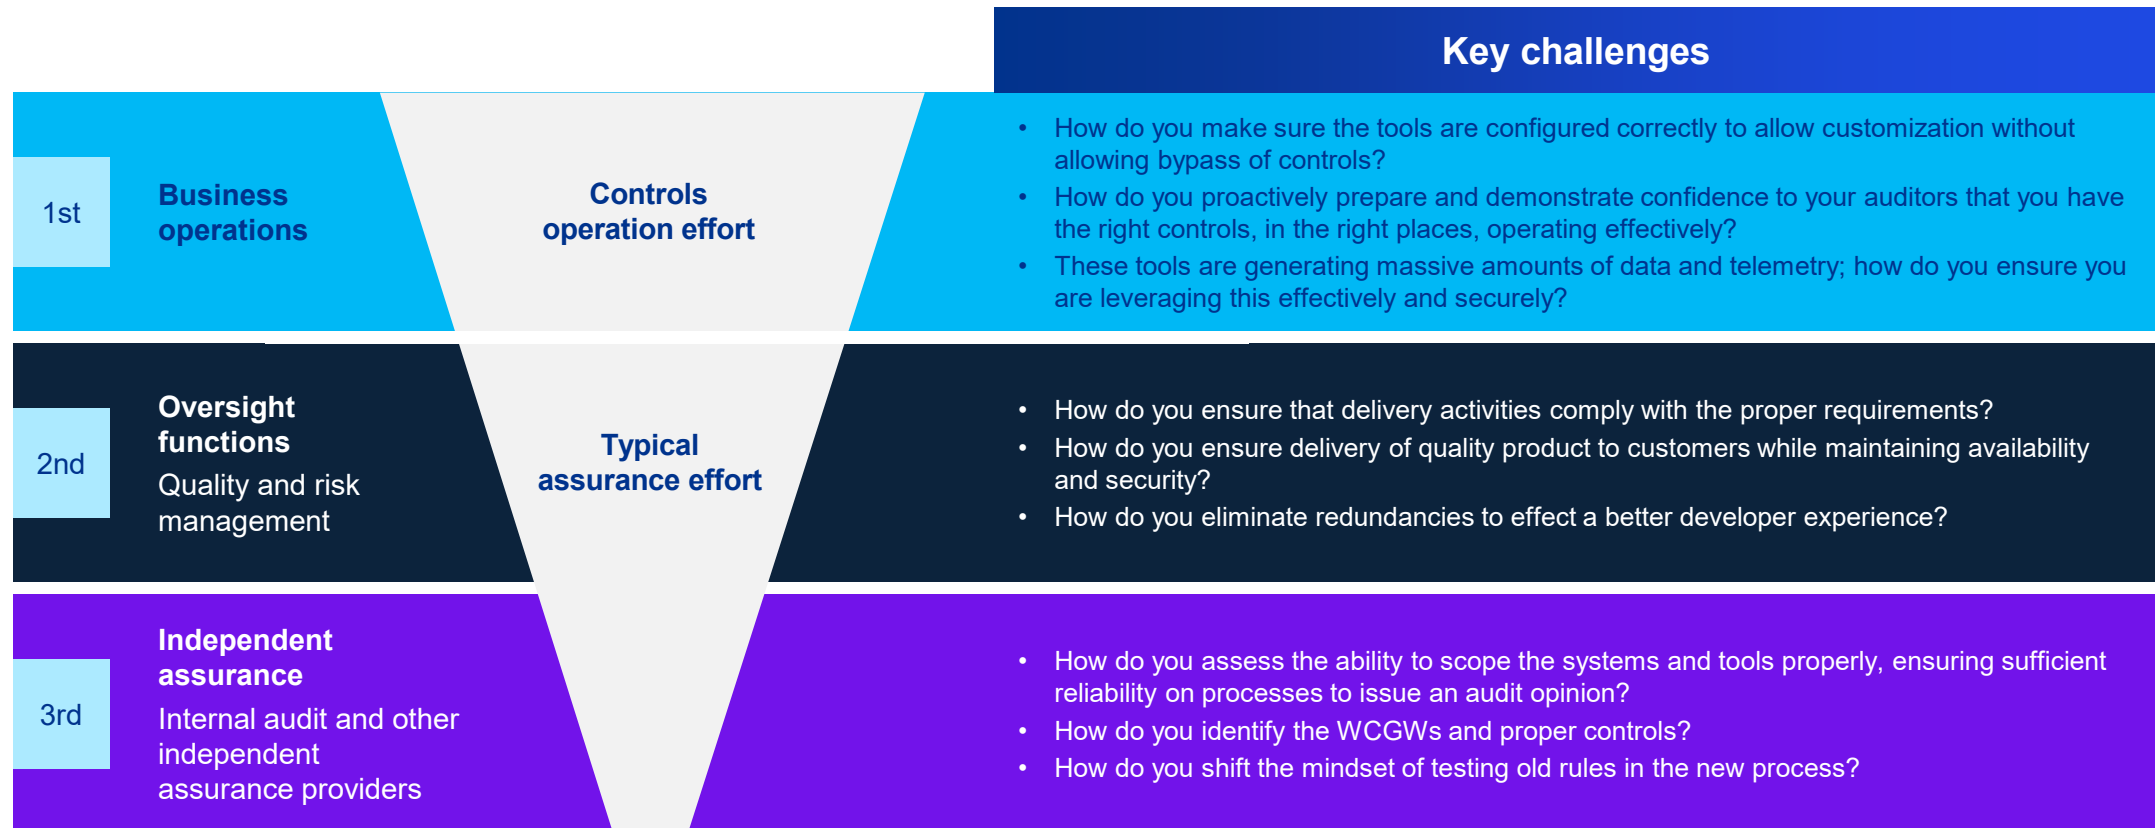 Key challenges
1st
Business
operations
Controls
operation effort
• How do you make sure the tools are configured correctly to allow customization without
allowing bypass of controls?
• How do you proactively prepare and demonstrate confidence to your auditors that you have
the right controls, in the right places, operating effectively?
• These tools are generating massive amounts of data and telemetry; how do you ensure you
are leveraging this effectively and securely?
2nd
Oversight
functions
Quality and risk
management
Typical
assurance effort
• How do you ensure that delivery activities comply with the proper requirements?
• How do you ensure delivery of quality product to customers while maintaining availability
and security?
• How do you eliminate redundancies to effect a better developer experience?
3rd
Independent
assurance
Internal audit and other
independent
assurance providers
• How do you assess the ability to scope the systems and tools properly, ensuring sufficient
reliability on processes to issue an audit opinion?
• How do you identify the WCGWs and proper controls?
• How do you shift the mindset of testing old rules in the new process?